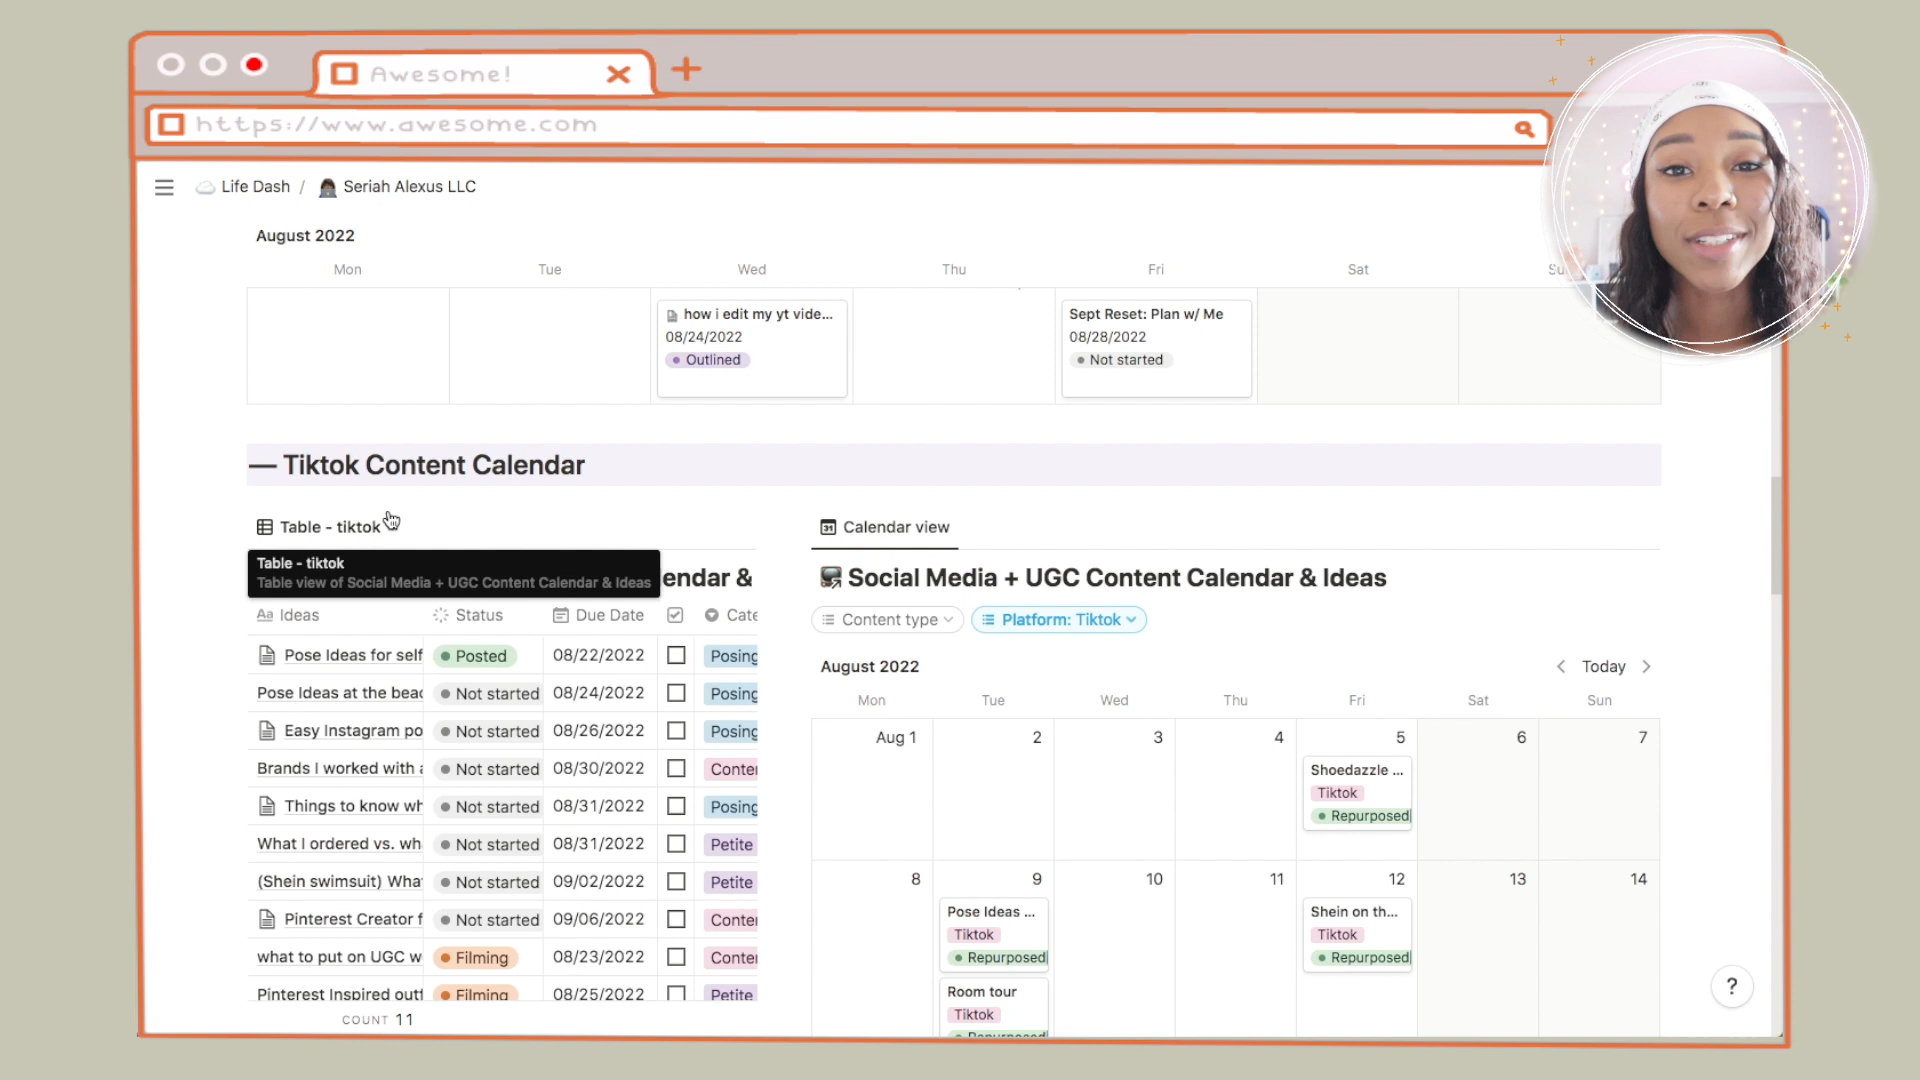 Awesome!
https://www.awesome.com
Life Dash / Seriah Alexus LLC
August 2022
Mon Tue Wed Thu Fri Sat Su
how i edit my yt vide... Sept Reset: Plan w/ Me
08/24/2022 08/28/2022
Outlined Not started
— Tiktok Content Calendar
Table - tiktok
Table - tiktok
Table view of Social Media + UGC Content Calendar & Ideas
endar &
Aa Ideas Status Due Date Cate
Pose Ideas for self Posted 08/22/2022 Posing
Pose Ideas at the beac Not started 08/24/2022 Posing
Easy Instagram po Not started 08/26/2022 Posing
Brands I worked with a Not started 08/30/2022 Conte
Things to know wh Not started 08/31/2022 Posing
What I ordered vs. wh Not started 08/31/2022 Petite
(Shein swimsuit) What Not started 09/02/2022 Petite
Pinterest Creator f Not started 09/06/2022 Conte
what to put on UGC w Filming 08/23/2022 Conte
Pinterest Inspired outf Filming 08/25/2022 Petite
COUNT 11
Calendar view
Social Media + UGC Content Calendar & Ideas
Content type Platform: Tiktok
August 2022 Today
Mon Tue Wed Thu Fri Sat Sun
Aug 1 2 3 4 5 6 7
Shoedazzle ...
Tiktok
Repurposed
8 9 10 11 12 13 14
Pose Ideas ... Shein on th...
Tiktok Tiktok
Repurposed Repurposed
Room tour
Tiktok
Repurposed
?